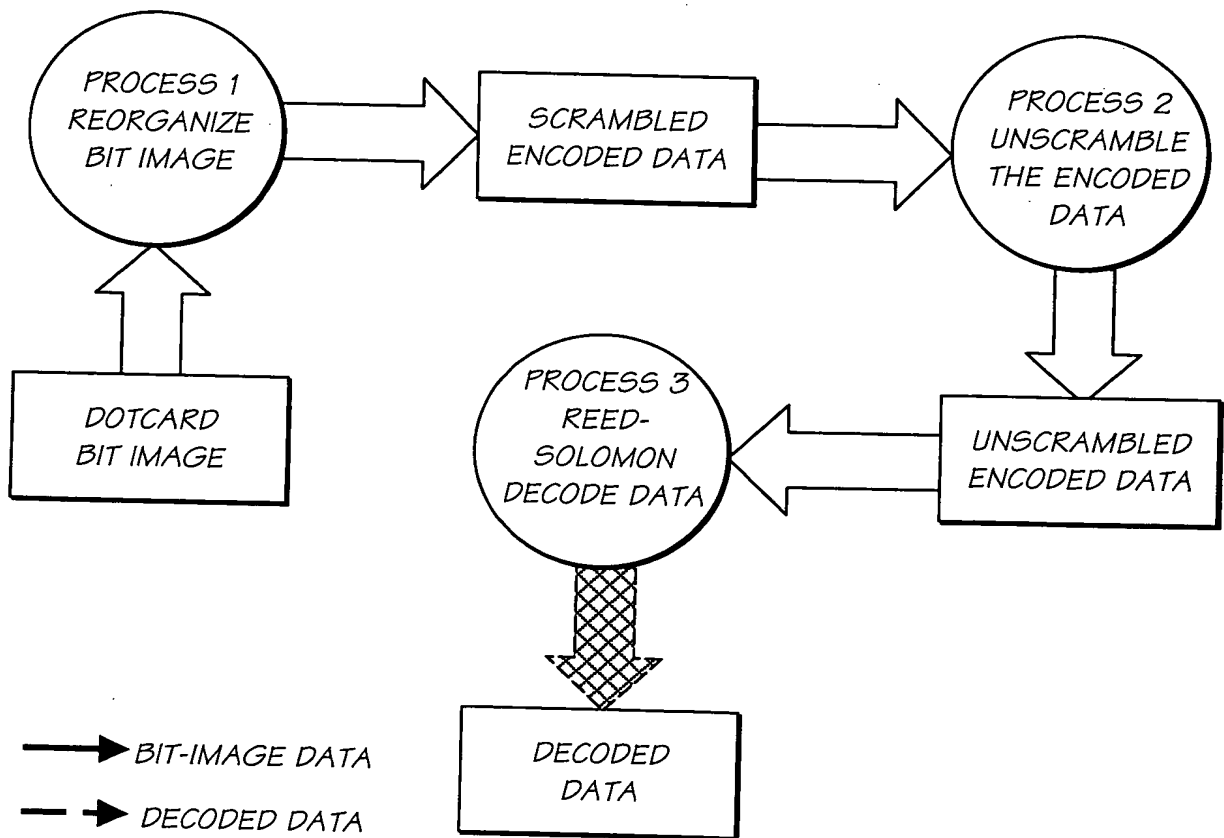 PROCESS 1
REORGANIZE
BIT IMAGE
SCRAMBLED
ENCODED DATA
PROCESS 2
UNSCRAMBLE
THE ENCODED
DATA
DOTCARD
BIT IMAGE
PROCESS 3
REED-
SOLOMON
DECODE DATA
UNSCRAMBLED
ENCODED DATA
DECODED
DATA
BIT-IMAGE DATA
DECODED DATA